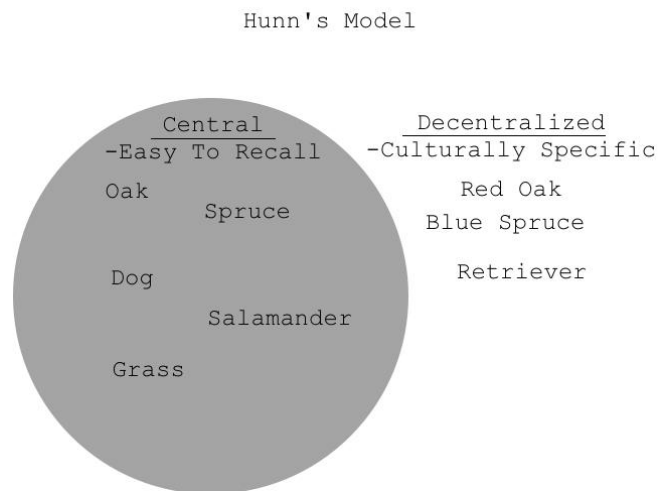 Hunn's Model
Central
-Easy To Recall
Oak
Spruce
Dog
Salamander
Grass
Decentralized
-Culturally Specific
Red Oak
Blue Spruce
Retriever